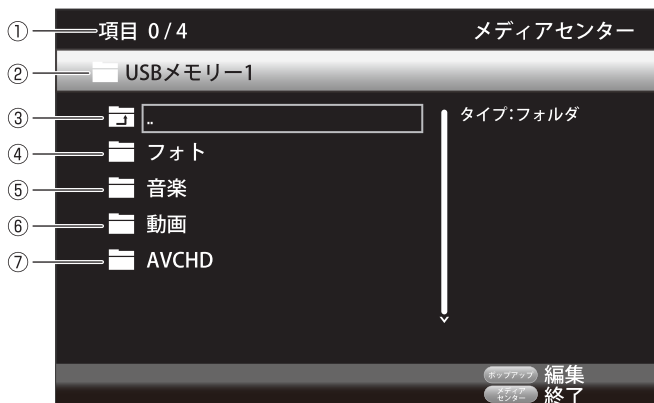 ① 項目 0/4 メディアセンター
② USBメモリー1
③ ..
タイプ:フォルダ
④ フォト
⑤ 音楽
⑥ 動画
⑦ AVCHD
ポップアップ 編集
メディアセンター 終了